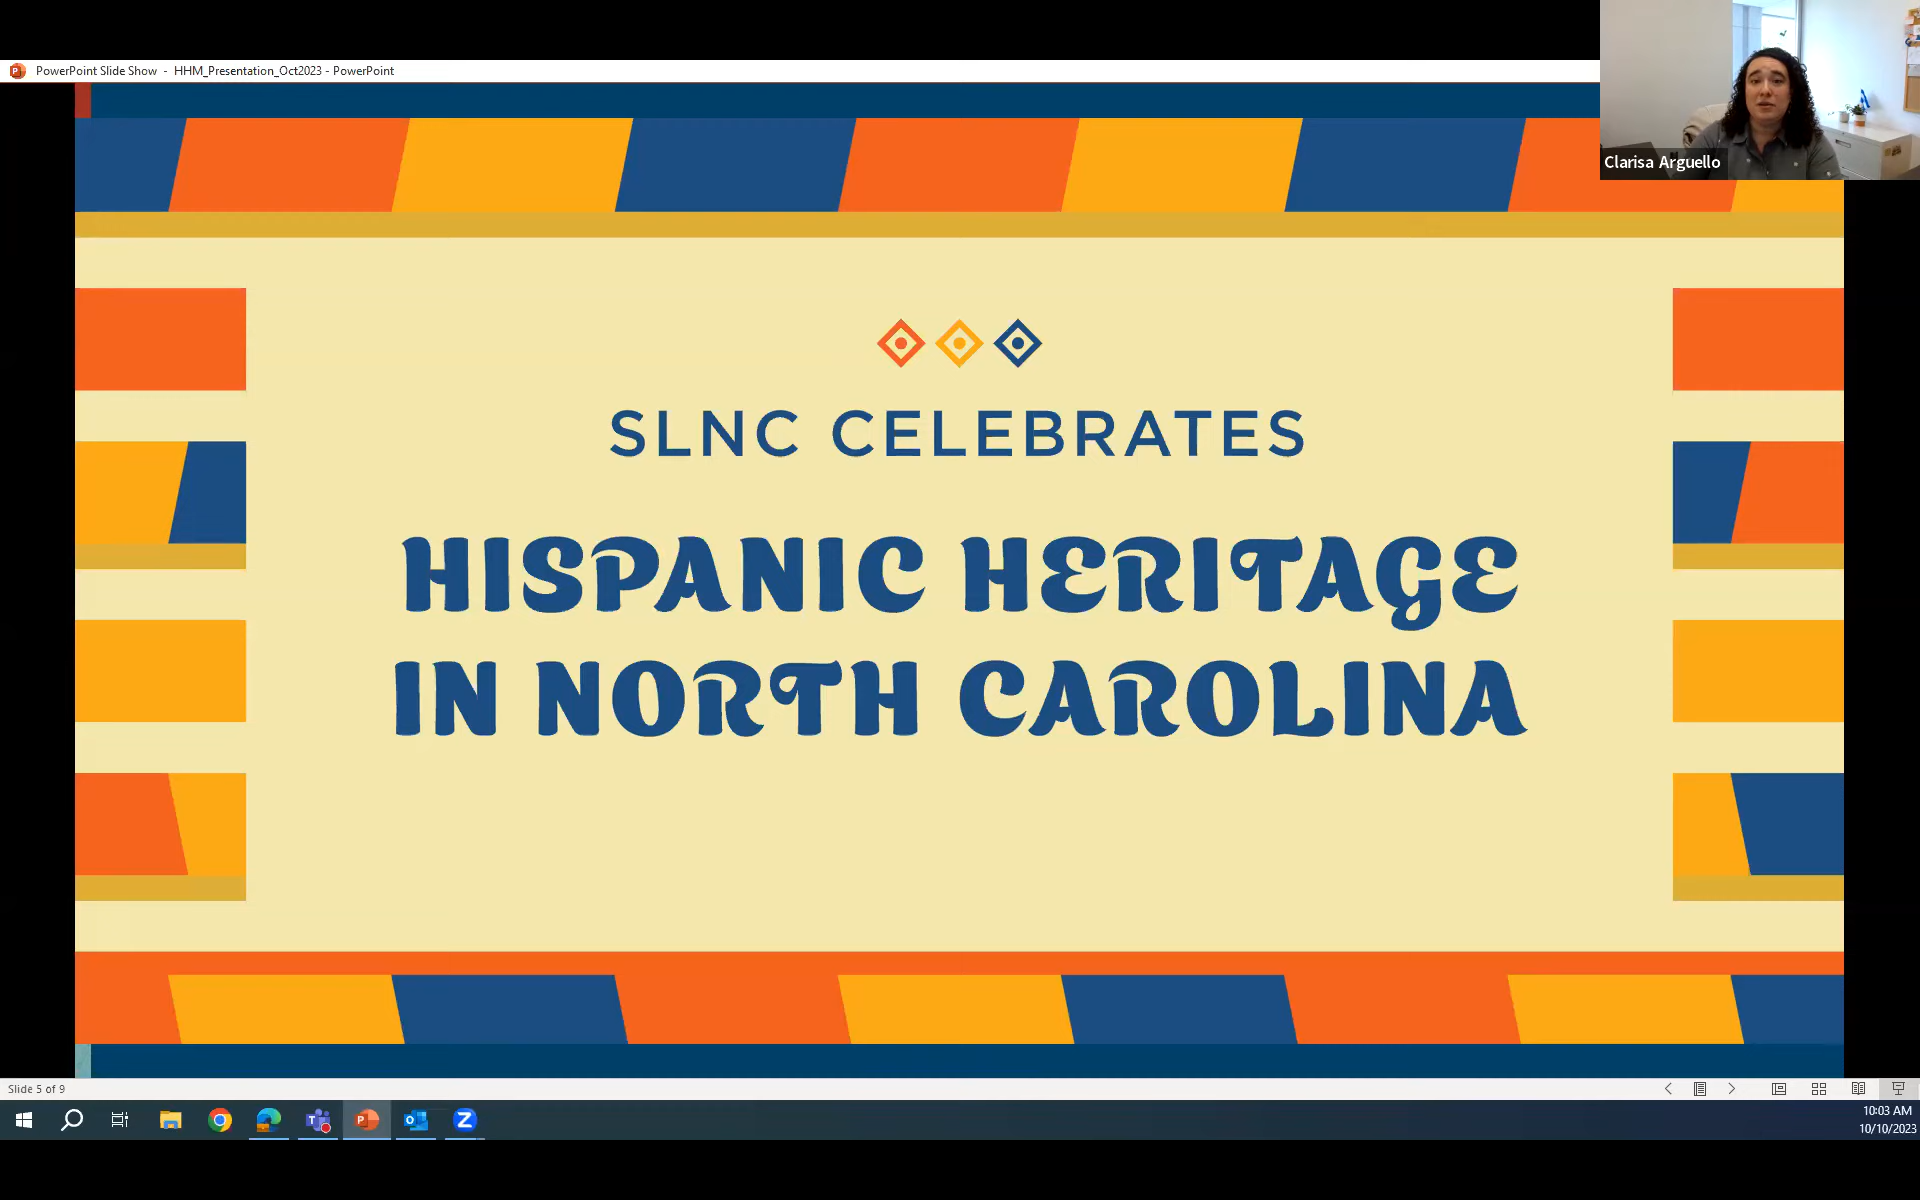 PowerPoint Slide Show - HHM_Presentation_Oct2023 - PowerPoint
Clarisa Arguello
SLNC CELEBRATES
HISPANIC HERITAGE
IN NORTH CAROLINA
Slide 5 of 9
10:03 AM
10/10/2023